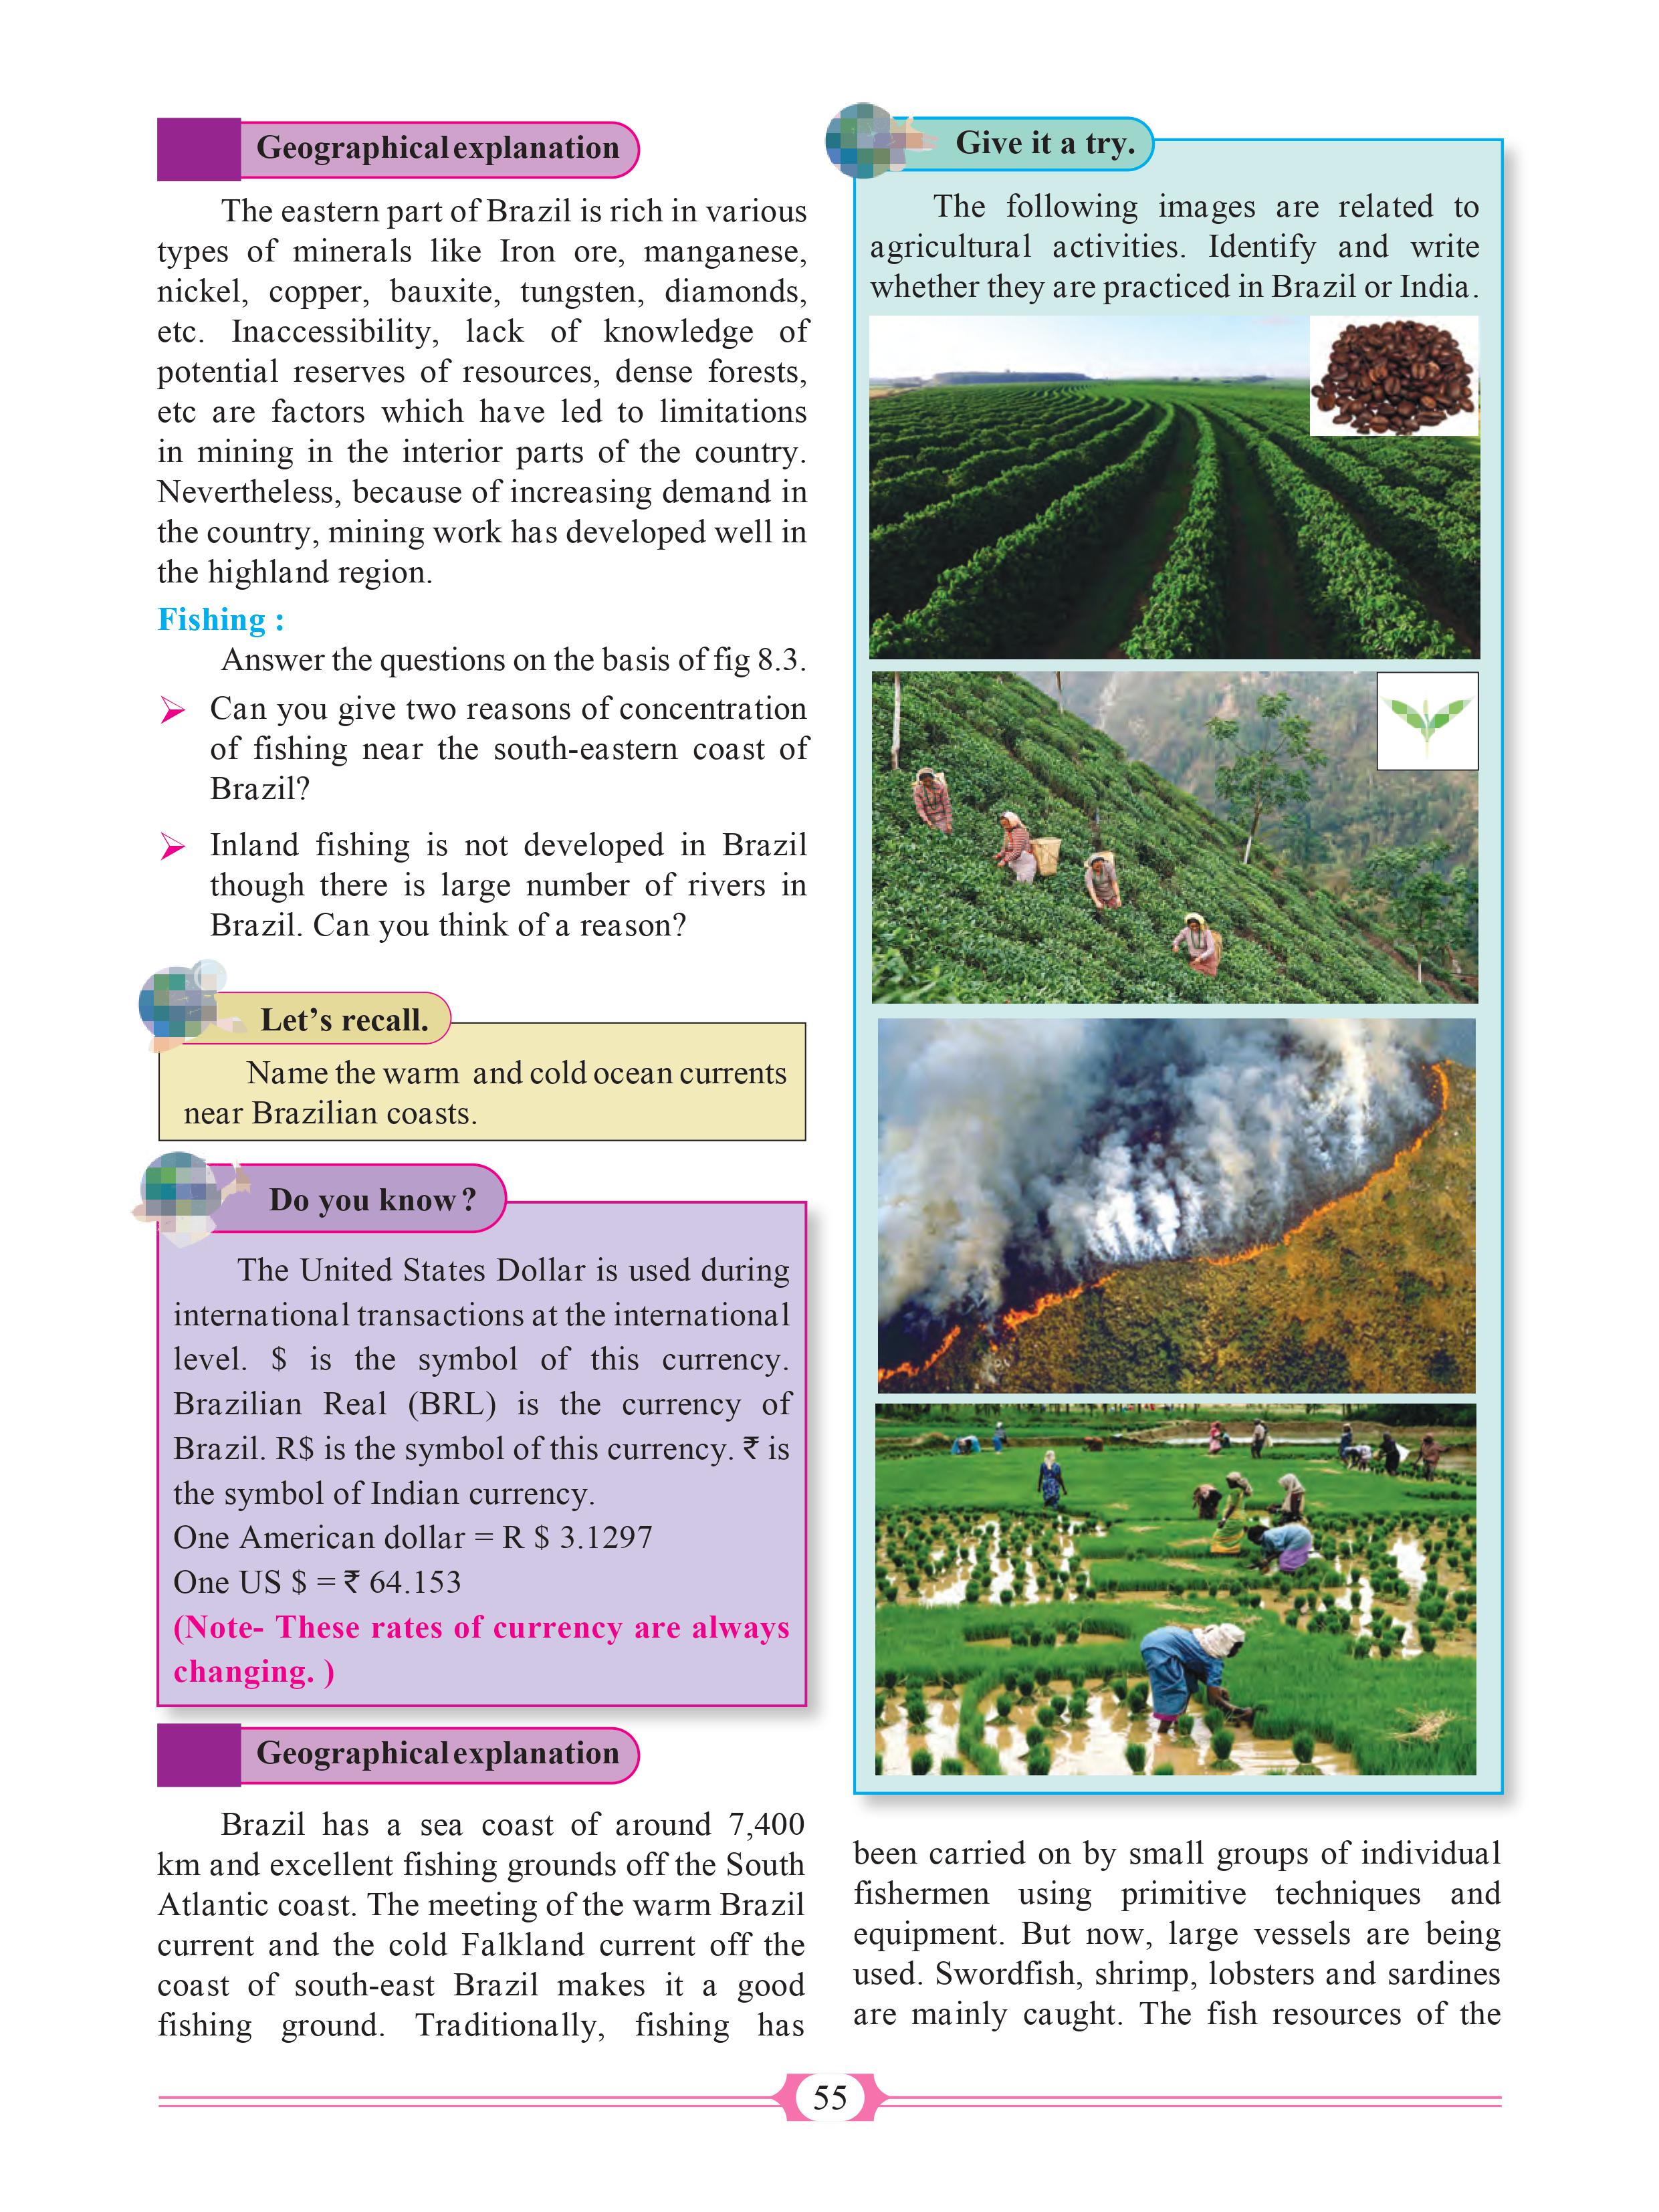 Geographical explanation
The eastern part of Brazil is rich in various
types of minerals like Iron ore, manganese,
nickel, copper, bauxite, tungsten, diamonds,
etc. Inaccessibility, lack of knowledge of
potential reserves of resources, dense forests,
etc are factors which have led to limitations
in mining in the interior parts of the country.
Nevertheless, because of increasing demand in
the country, mining work has developed well in
the highland region.
Fishing :
Answer the questions on the basis of fig 8.3.
➤ Can you give two reasons of concentration
of fishing near the south-eastern coast of
Brazil?
➤ Inland fishing is not developed in Brazil
though there is large number of rivers in
Brazil. Can you think of a reason?
Let’s recall.
Name the warm and cold ocean currents
near Brazilian coasts.
Do you know ?
The United States Dollar is used during
international transactions at the international
level. $ is the symbol of this currency.
Brazilian Real (BRL) is the currency of
Brazil. R$ is the symbol of this currency. ₹ is
the symbol of Indian currency.
One American dollar = R $ 3.1297
One US $ = ₹ 64.153
(Note- These rates of currency are always
changing. )
Geographical explanation
Brazil has a sea coast of around 7,400
km and excellent fishing grounds off the South
Atlantic coast. The meeting of the warm Brazil
current and the cold Falkland current off the
coast of south-east Brazil makes it a good
fishing ground. Traditionally, fishing has
Give it a try.
The following images are related to
agricultural activities. Identify and write
whether they are practiced in Brazil or India.
been carried on by small groups of individual
fishermen using primitive techniques and
equipment. But now, large vessels are being
used. Swordfish, shrimp, lobsters and sardines
are mainly caught. The fish resources of the
55